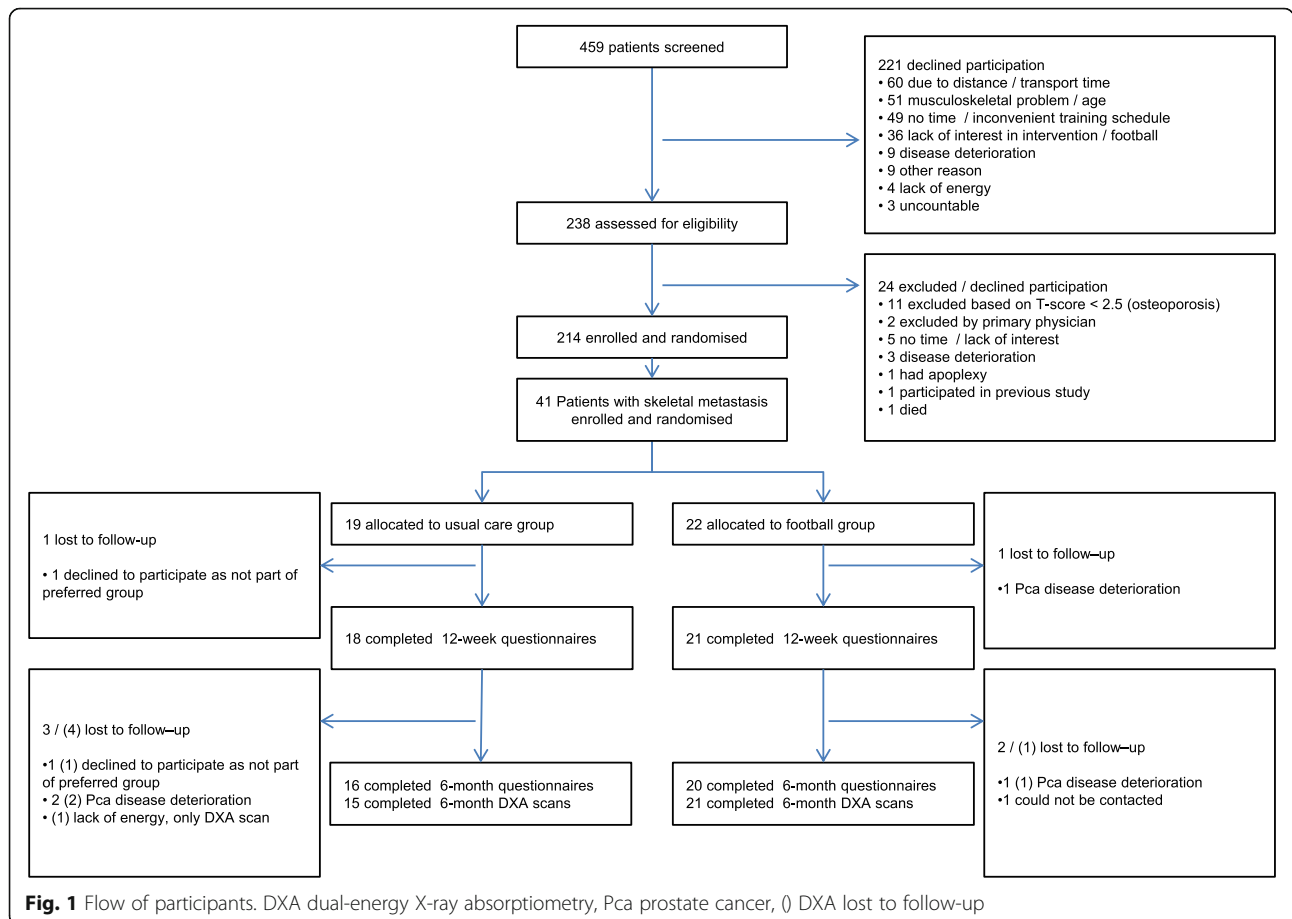 459 patients screened
221 declined participation
• 60 due to distance / transport time
• 51 musculoskeletal problem / age
• 49 no time / inconvenient training schedule
• 36 lack of interest in intervention / football
• 9 disease deterioration
• 9 other reason
• 4 lack of energy
• 3 uncountable
238 assessed for eligibility
24 excluded / declined participation
• 11 excluded based on T-score < 2.5 (osteoporosis)
• 2 excluded by primary physician
• 5 no time / lack of interest
• 3 disease deterioration
• 1 had apoplexy
• 1 participated in previous study
• 1 died
214 enrolled and randomised
41 Patients with skeletal metastasis
enrolled and randomised
19 allocated to usual care group
22 allocated to football group
1 lost to follow-up
• 1 declined to participate as not part of
preferred group
1 lost to follow–up
•1 Pca disease deterioration
18 completed 12-week questionnaires
21 completed 12-week questionnaires
3 / (4) lost to follow–up
•1 (1) declined to participate as not part
of preferred group
• 2 (2) Pca disease deterioration
• (1) lack of energy, only DXA scan
16 completed 6-month questionnaires
15 completed 6-month DXA scans
20 completed 6-month questionnaires
21 completed 6-month DXA scans
2 / (1) lost to follow–up
•1 (1) Pca disease deterioration
•1 could not be contacted
Fig. 1 Flow of participants. DXA dual-energy X-ray absorptiometry, Pca prostate cancer, () DXA lost to follow-up